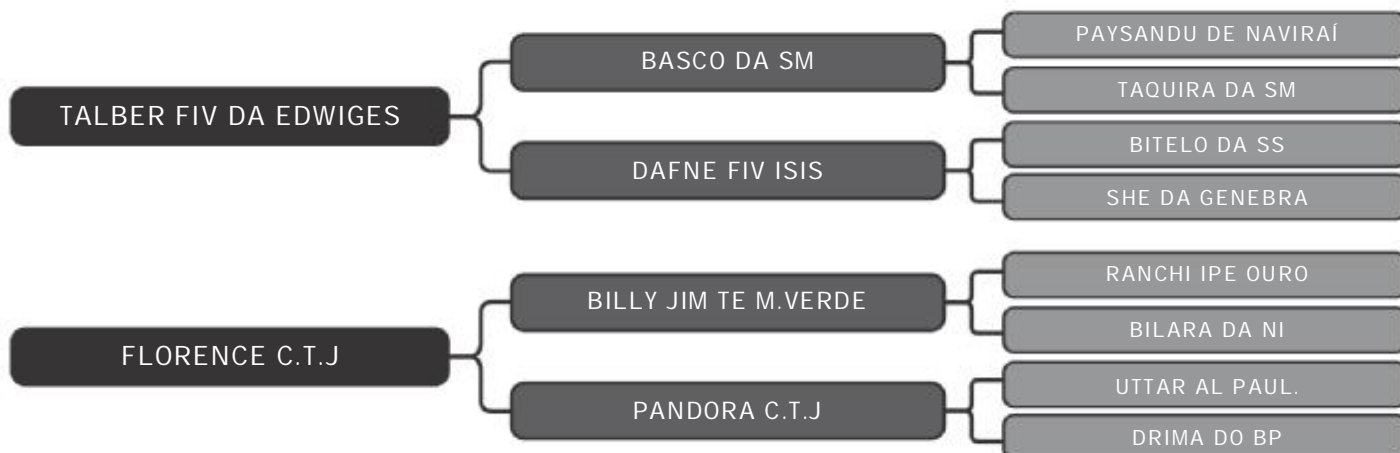 TALBER FIV DA EDWIGES
BASCO DA SM
PAYSANDU DE NAVIRAÍ
TAQUIRA DA SM
DAFNE FIV ISIS
BITELO DA SS
SHE DA GENEBRA
FLORENCE C.T.J
BILLY JIM TE M.VERDE
RANCHI IPE OURO
BILARA DA NI
PANDORA C.T.J
UTTAR AL PAUL.
DRIMA DO BP